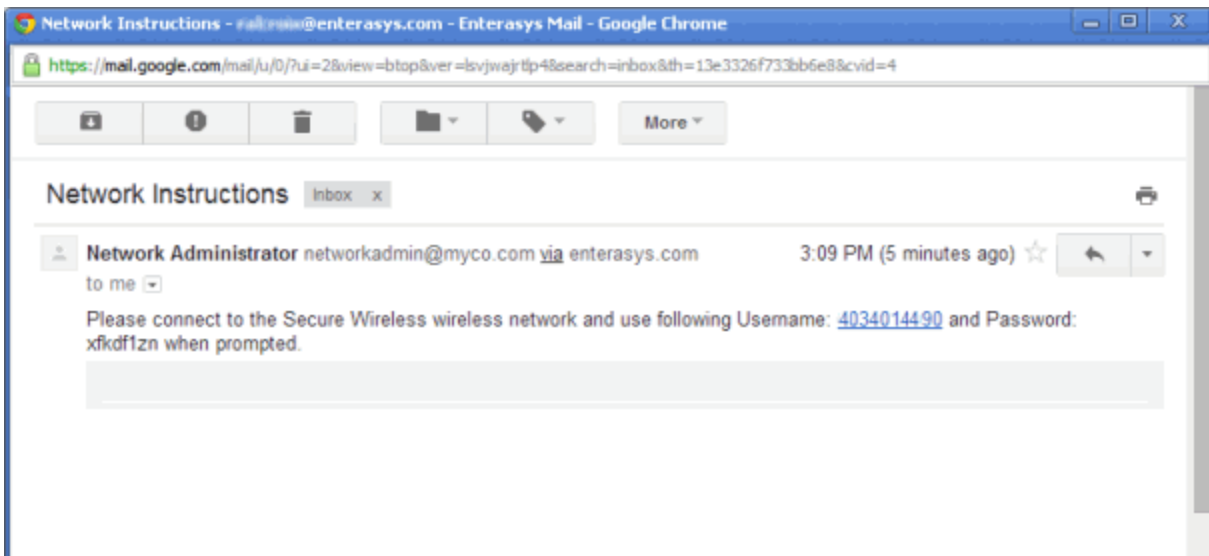 Network Instructions - @enterasys.com - Enterasys Mail - Google Chrome
https://mail.google.com/mail/u/0/?ui=2&view=btop&ver=lsvjwajrtlp4&search=inbox&th=13e3326f733bb6e8&cvid=4
More
Network Instructions Inbox x
Network Administrator networkadmin@myco.com via enterasys.com 3:09 PM (5 minutes ago)
to me
Please connect to the Secure Wireless wireless network and use following Username: 4034014490 and Password:
xfkdf1zn when prompted.